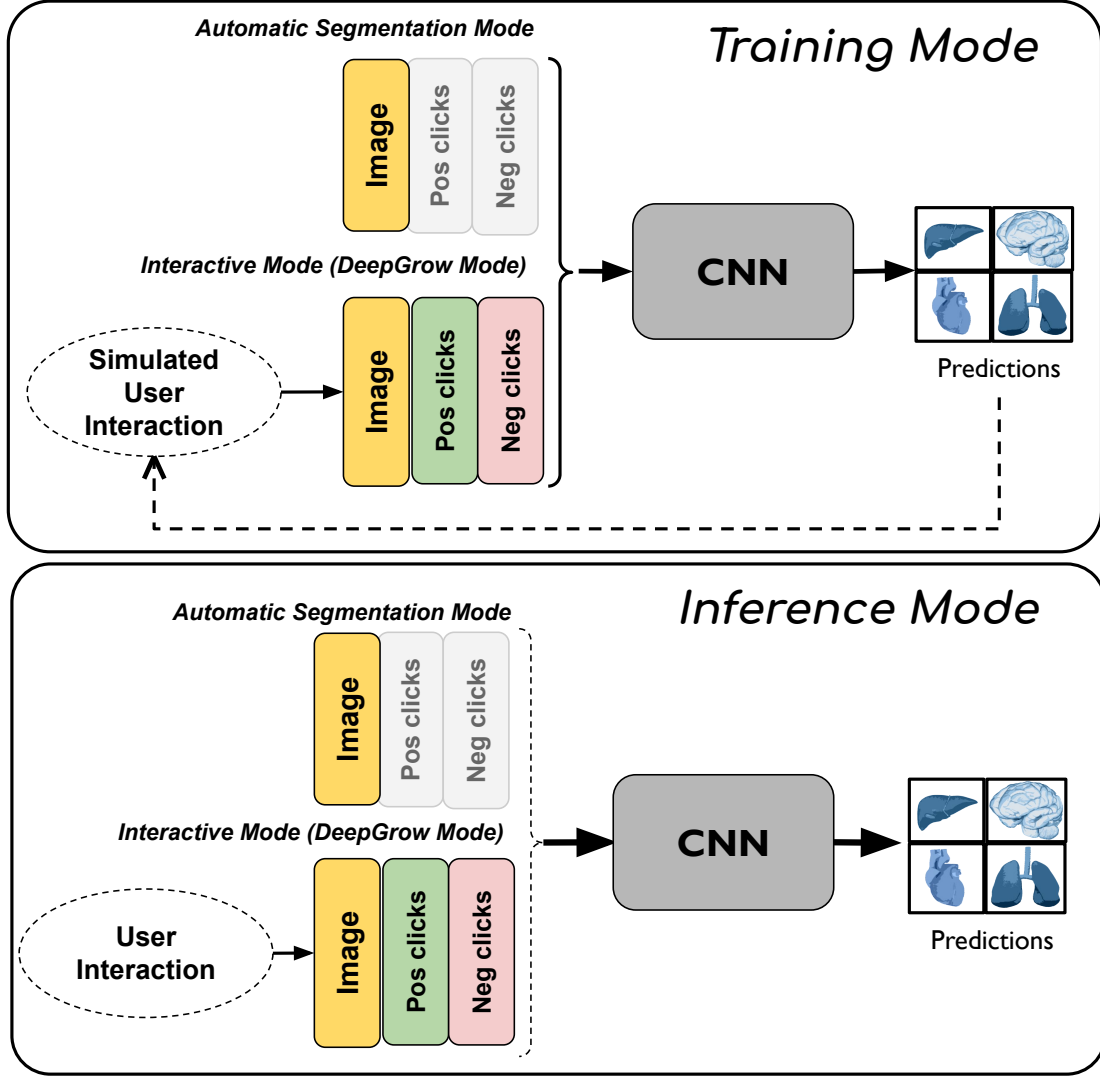 Automatic Segmentation Mode
Training Mode
Image
Pos clicks
Neg clicks
Interactive Mode (DeepGrow Mode)
Simulated
User
Interaction
Image
Pos clicks
Neg clicks
CNN
Predictions
Inference Mode
Automatic Segmentation Mode
Image
Pos clicks
Neg clicks
Interactive Mode (DeepGrow Mode)
User
Interaction
Image
Pos clicks
Neg clicks
CNN
Predictions